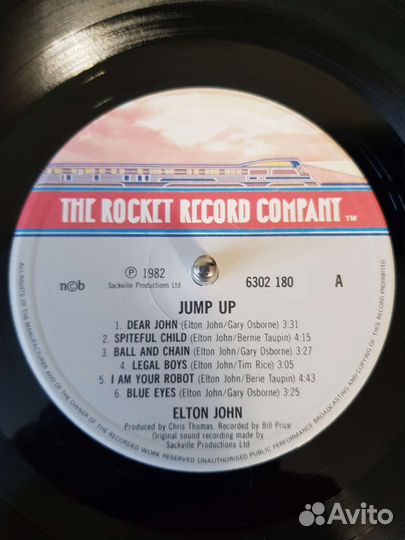 THE ROCKET RECORD COMPANY TM
n©b
℗ 1982
Sackville Productions Ltd
6302 180
A
JUMP UP
1. DEAR JOHN (Elton John/Gary Osborne) 3:31
2. SPITEFUL CHILD (Elton John/Bernie Taupin) 4:15
3. BALL AND CHAIN (Elton John/Gary Osborne) 3:27
4. LEGAL BOYS (Elton John/Tim Rice) 3:05
5. I AM YOUR ROBOT (Elton John/Berie Taupin) 4:43
6. BLUE EYES (Elton John/Gary Osborne) 3:25
ELTON JOHN
Produced by Chris Thomas. Recorded by Bill Price
Original sound recording made by
Sackville Productions Ltd
ALL RIGHTS OF THE MANUFACTURER AND OF THE OWNER OF THE RECORDED WORK RESERVED UNAUTHORISED PUBLIC PERFORMANCE BROADCASTING AND COPYING OF THIS RECORD PROHIBITED
Avito